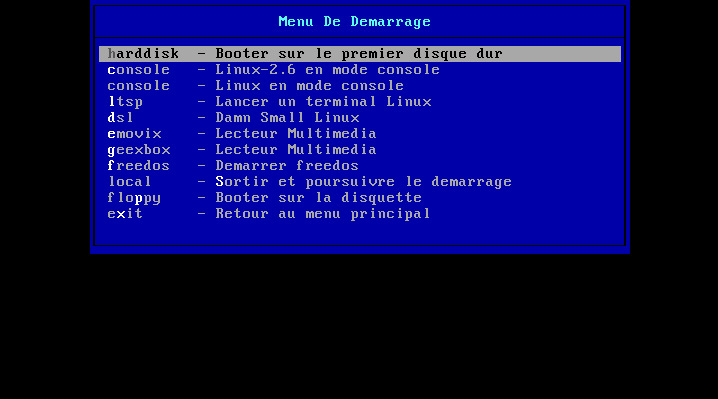 Menu De Demarrage
harddisk - Booter sur le premier disque dur
console - Linux-2.6 en mode console
console - Linux en mode console
ltsp - Lancer un terminal Linux
dsl - Damn Small Linux
emovix - Lecteur Multimedia
geexbox - Lecteur Multimedia
freedos - Demarrer freedos
local - Sortir et poursuivre le demarrage
floppy - Booter sur la disquette
exit - Retour au menu principal